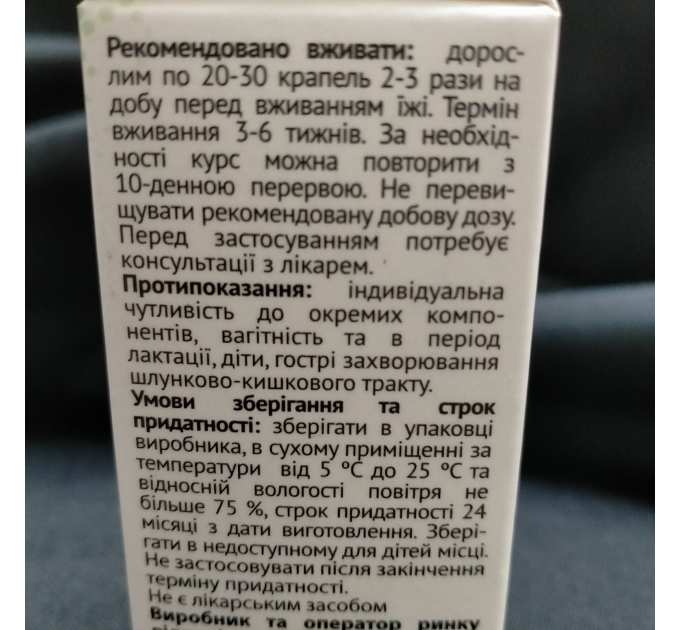 Рекомендовано вживати: дорос-
лим по 20-30 крапель 2-3 рази на
добу перед вживанням їжі. Термін
вживання 3-6 тижнів. За необхід-
ності курс можна повторити з
10-денною перервою. Не переви-
щувати рекомендовану добову дозу.
Перед застосуванням потребує
консультації з лікарем.
Протипоказання: індивідуальна
чутливість до окремих компо-
нентів, вагітність та в період
лактації, діти, гострі захворювання
шлунково-кишкового тракту.
Умови зберігання та строк
придатності: зберігати в упаковці
виробника, в сухому приміщенні за
температури від 5 ºС до 25 ºС та
відносній вологості повітря не
більше 75 %, строк придатності 24
місяці з дати виготовлення. Збері-
гати в недоступному для дітей місці.
Не застосовувати після закінчення
терміну придатності.
Не є лікарським засобом
Виробник та оператор ринку